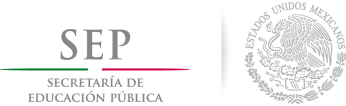 SEP
SECRETARÍA DE
EDUCACIÓN PÚBLICA
ESTADOS UNIDOS MEXICANOS